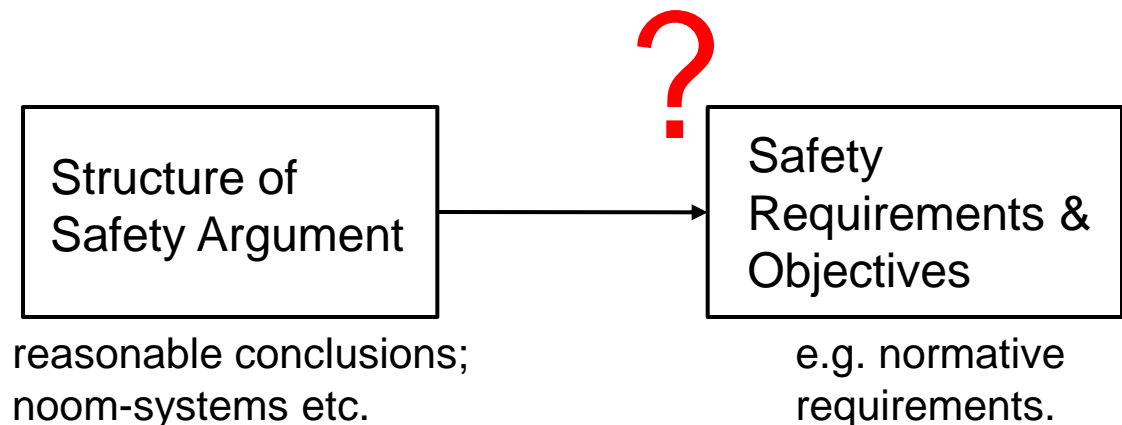 ?
Structure of
Safety Argument
Safety
Requirements &
Objectives
reasonable conclusions;
noom-systems etc.
e.g. normative
requirements.